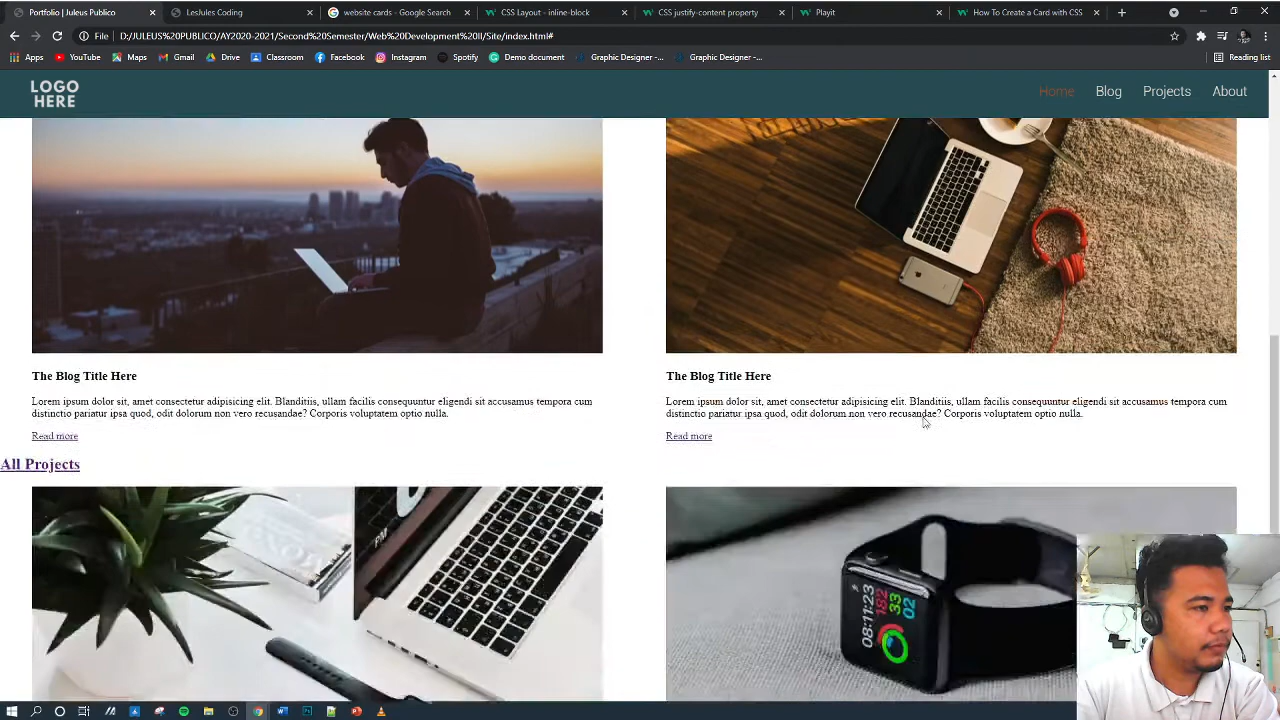 Portfolio | Juleus Publico
LesJules Coding
website cards - Google Search
CSS Layout - inline-block
CSS justify-content property
Playit
How To Create a Card with CSS
File
D:/JULEUS%20PUBLICO/AY2020-2021/Second%20Semester/Web%20Development%20II/Site/index.html#
Apps
YouTube
Maps
Gmail
Drive
Classroom
Facebook
Instagram
Spotify
Demo document
Graphic Designer -...
Graphic Designer -...
Reading list
LOGO
HERE
Home
Blog
Projects
About
The Blog Title Here
Lorem ipsum dolor sit, amet consectetur adipisicing elit. Blanditiis, ullam facilis consequuntur eligendi sit accusamus tempora cum
distinctio pariatur ipsa quod, odit dolorum non vero recusandae? Corporis voluptatem optio nulla.
Read more
The Blog Title Here
Lorem ipsum dolor sit, amet consectetur adipisicing elit. Blanditiis, ullam facilis consequuntur eligendi sit accusamus tempora cum
distinctio pariatur ipsa quod, odit dolorum non vero recusandae? Corporis voluptatem optio nulla.
Read more
All Projects
PM
08:11:23
182
33
02